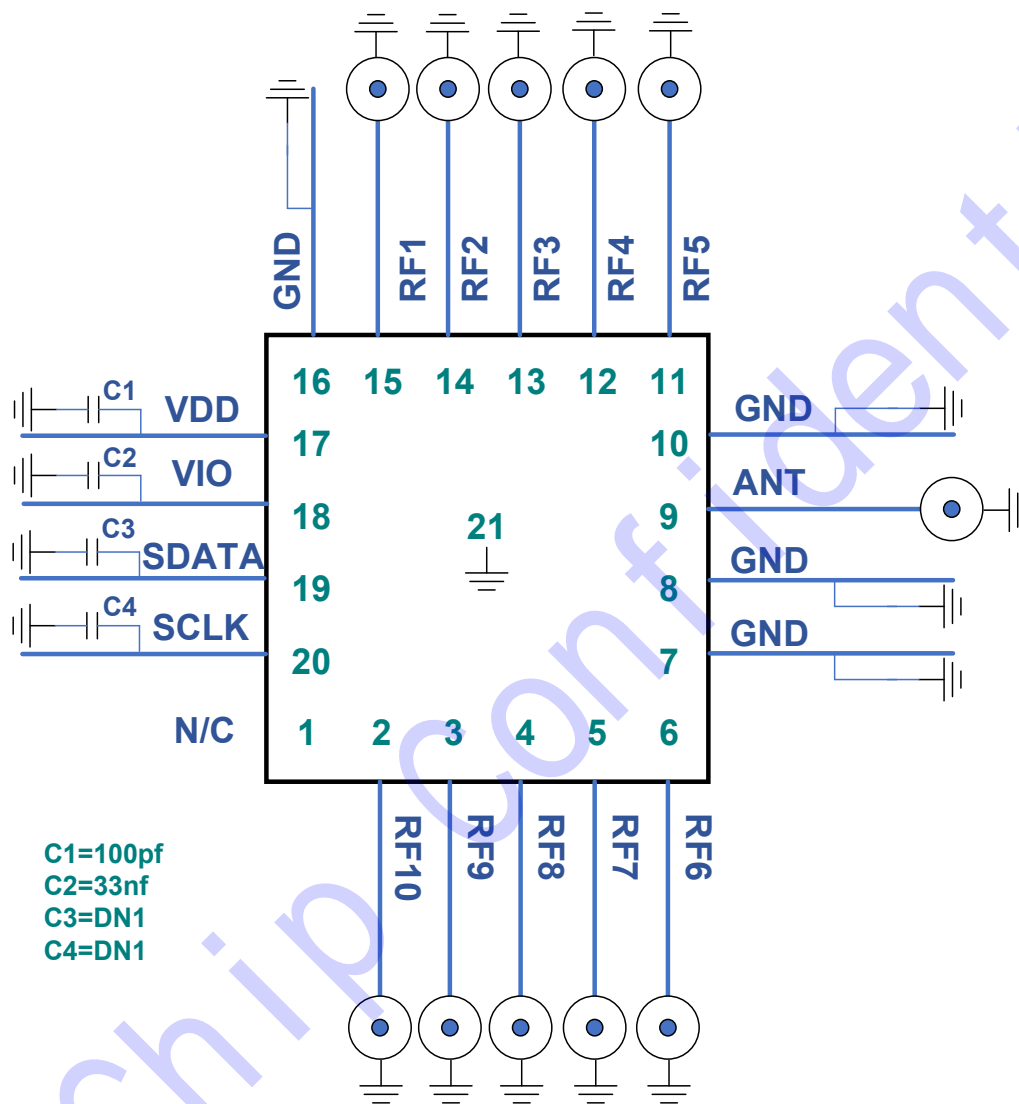 GND
RF1
RF2
RF3
RF4
RF5
16 15 14 13 12 11
C1 VDD 17
10 GND
C2 VIO 18
9 ANT
C3 SDATA 19
21
8 GND
C4 SCLK 20
7 GND
N/C 1 2 3 4 5 6
RF10
RF9
RF8
RF7
RF6
C1=100pf
C2=33nf
C3=DN1
C4=DN1
Chip Confident